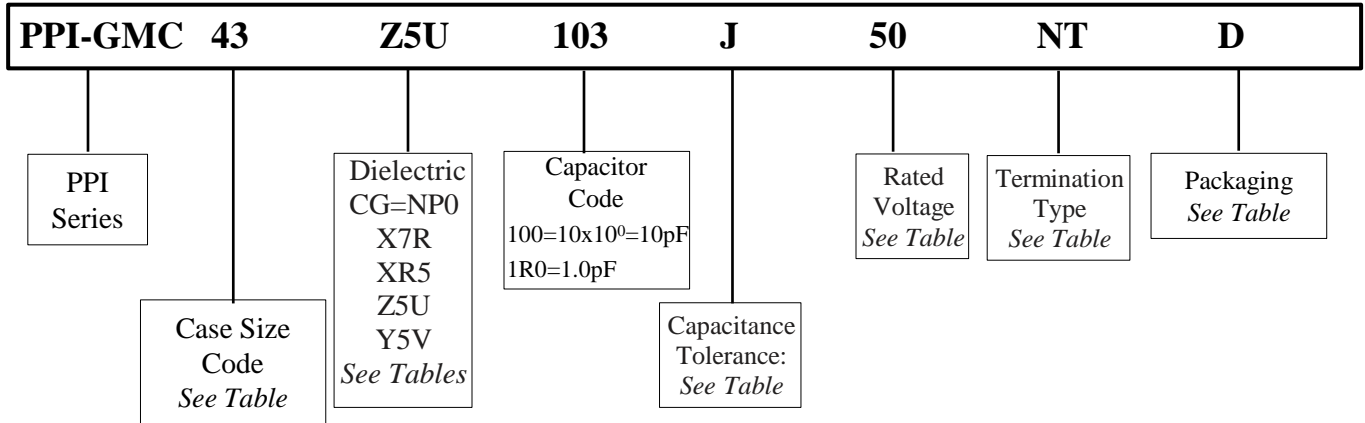 PPI-GMC 43 Z5U 103 J 50 NT D
PPI
Series
Case Size
Code
See Table
Dielectric
CG=NP0
X7R
XR5
Z5U
Y5V
See Tables
Capacitor
Code
100=10x10⁰=10pF
1R0=1.0pF
Capacitance
Tolerance:
See Table
Rated
Voltage
See Table
Termination
Type
See Table
Packaging
See Table